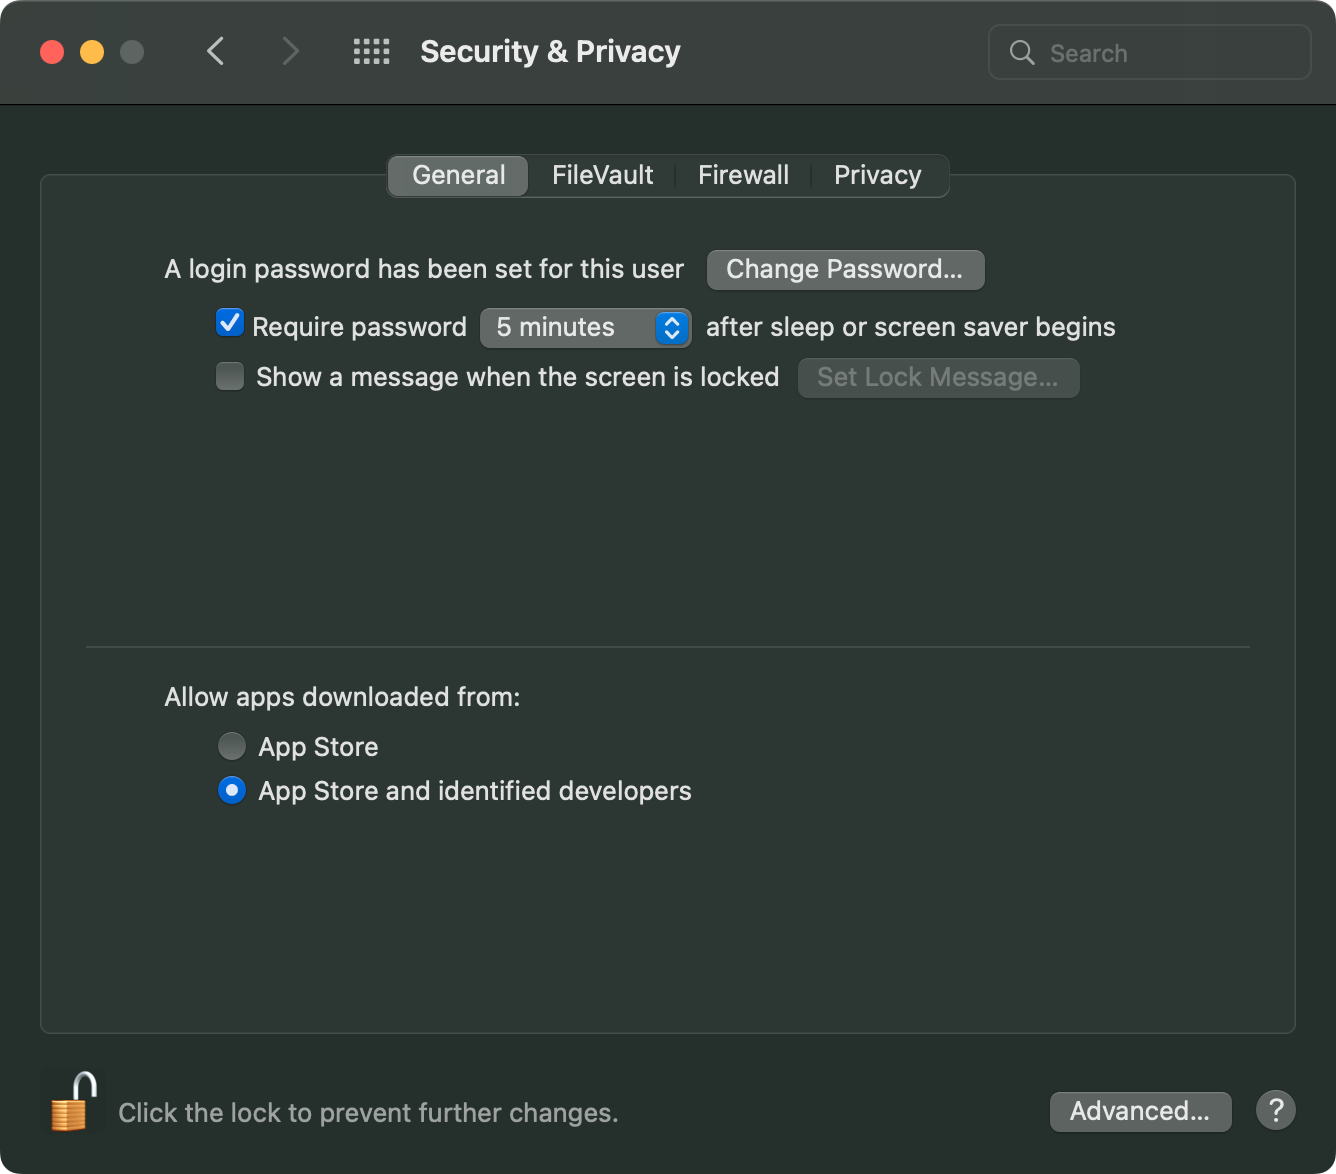 Security & Privacy
Search
General FileVault Firewall Privacy
A login password has been set for this user Change Password...
Require password 5 minutes after sleep or screen saver begins
Show a message when the screen is locked Set Lock Message...
Allow apps downloaded from:
App Store
App Store and identified developers
Click the lock to prevent further changes.
Advanced... ?